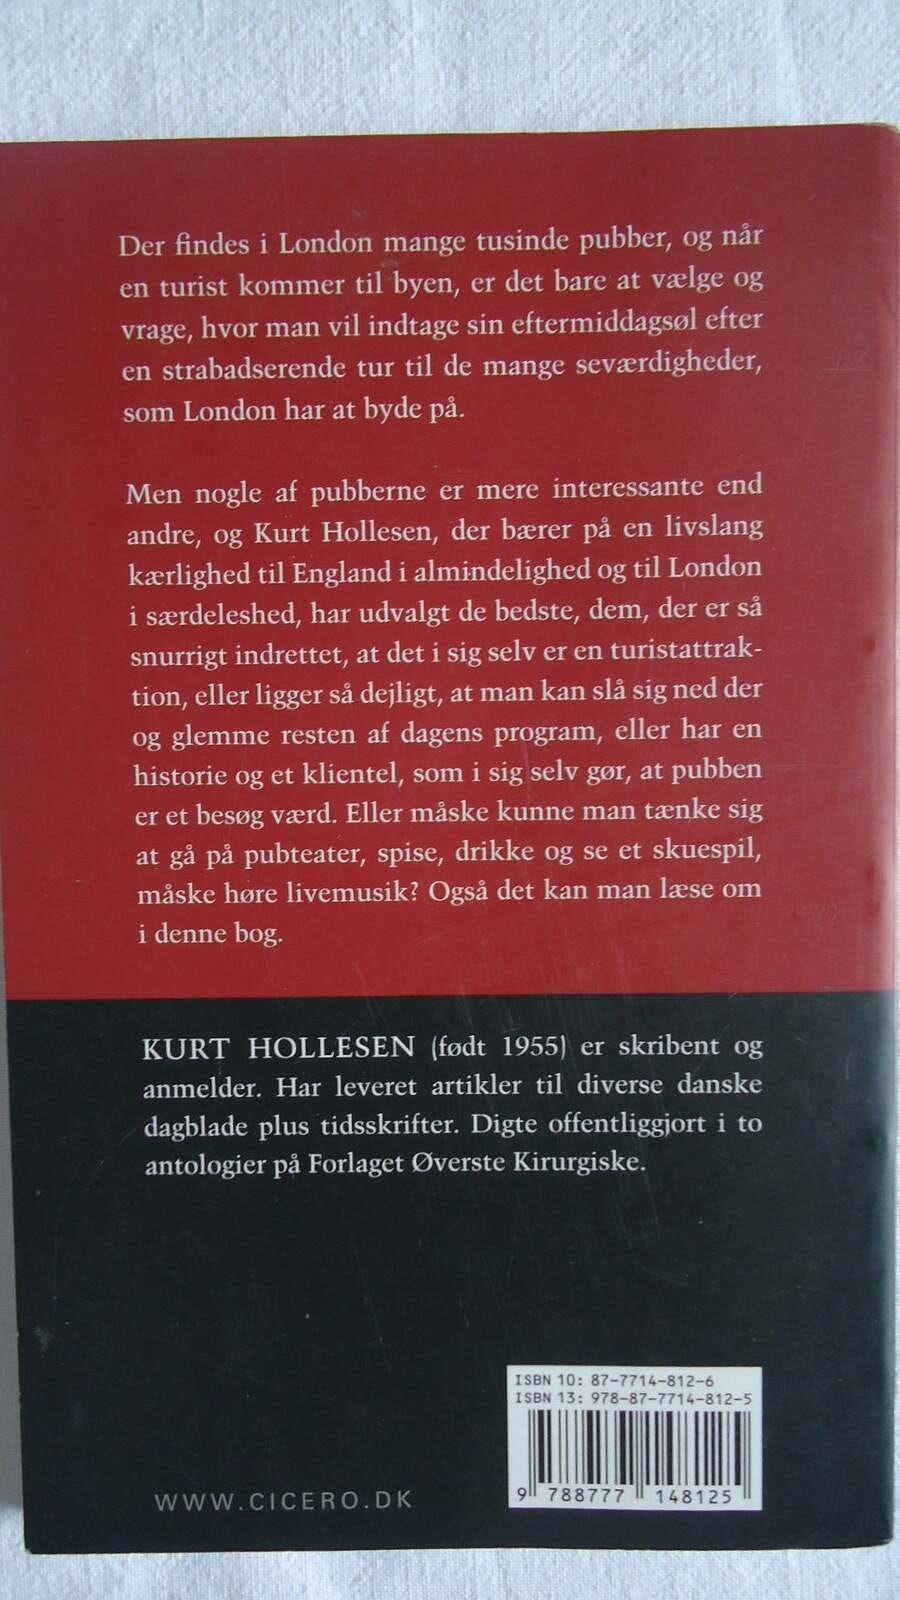 Der findes i London mange tusinde pubber, og når
en turist kommer til byen, er det bare at vælge og
vrage, hvor man vil indtage sin eftermiddagsøl efter
en strabadserende tur til de mange seværdigheder,
som London har at byde på.
Men nogle af pubberne er mere interessante end
andre, og Kurt Hollesen, der bærer på en livslang
kærlighed til England i almindelighed og til London
i særdeleshed, har udvalgt de bedste, dem, der er så
snurrigt indrettet, at det i sig selv er en turistattrak-
tion, eller ligger så dejligt, at man kan slå sig ned der
og glemme resten af dagens program, eller har en
historie og et klientel, som i sig selv gør, at pubben
er et besøg værd. Eller måske kunne man tænke sig
at gå på pubteater, spise, drikke og se et skuespil,
måske høre livemusik? Også det kan man læse om
i denne bog.
KURT HOLLESEN (født 1955) er skribent og
anmelder. Har leveret artikler til diverse danske
dagblade plus tidsskrifter. Digte offentliggjort i to
antologier på Forlaget Øverste Kirurgiske.
ISBN 10: 87-7714-812-6
ISBN 13: 978-87-7714-812-5
9 788777 148125
WWW.CICERO.DK